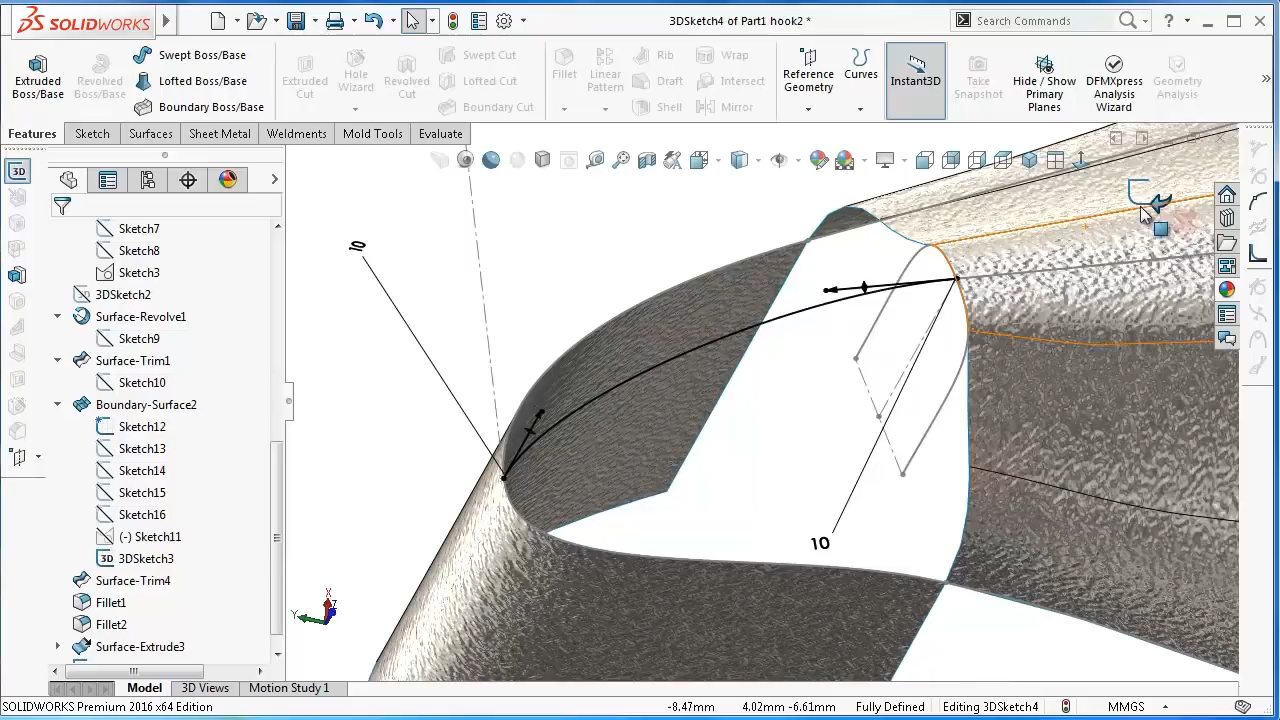 SOLIDWORKS
3DSketch4 of Part1 hook2 *
Search Commands
?
Extruded
Boss/Base
Revolved
Boss/Base
Swept Boss/Base
Lofted Boss/Base
Boundary Boss/Base
Extruded
Cut
Hole
Wizard
Revolved
Cut
Swept Cut
Lofted Cut
Boundary Cut
Fillet
Linear
Pattern
Rib
Draft
Shell
Wrap
Intersect
Mirror
Reference
Geometry
Curves
Instant3D
Take
Snapshot
Hide / Show
Primary
Planes
DFMXpress
Analysis
Wizard
Geometry
Analysis
Features
Sketch
Surfaces
Sheet Metal
Weldments
Mold Tools
Evaluate
3D
Sketch7
Sketch8
Sketch3
3DSketch2
Surface-Revolve1
Sketch9
Surface-Trim1
Sketch10
Boundary-Surface2
Sketch12
Sketch13
Sketch14
Sketch15
Sketch16
(-) Sketch11
3D 3DSketch3
Surface-Trim4
Fillet1
Fillet2
Surface-Extrude3
10
10
X
Y
Z
Model
3D Views
Motion Study 1
SOLIDWORKS Premium 2016 x64 Edition
-8.47mm
4.02mm -6.61mm
Fully Defined
Editing 3DSketch4
MMGS